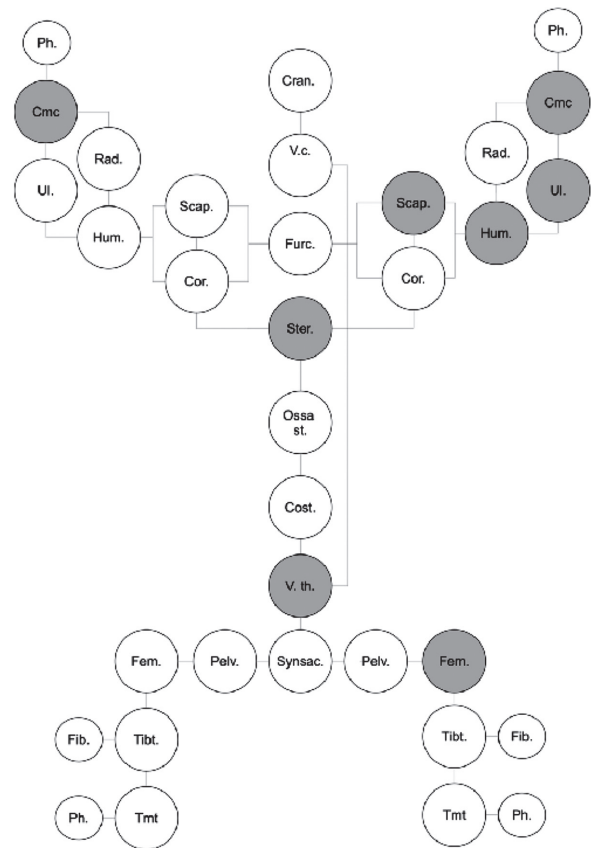 Ph.
Ph.
Cran.
Cmc
Cmc
V.c.
Rad.
Rad.
Ul.
Ul.
Scap.
Scap.
Hum.
Furc.
Hum.
Cor.
Cor.
Ster.
Ossa
st.
Cost.
V. th.
Fem.
Pelv.
Synsac.
Pelv.
Fem.
Fib.
Tibt.
Tibt.
Fib.
Ph.
Tmt
Tmt
Ph.